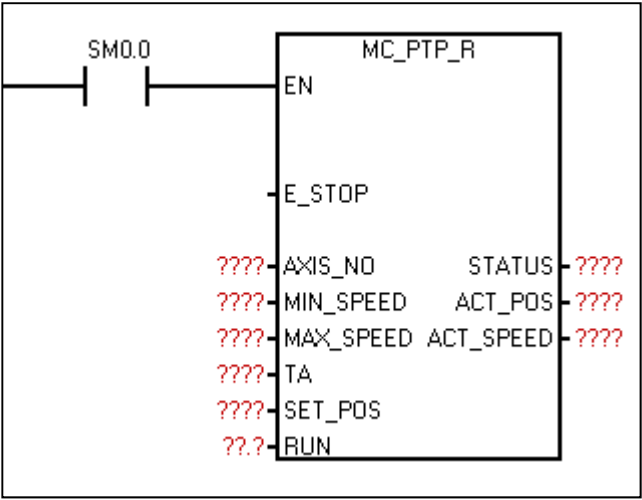 SM0.0 MC_PTP_R
EN
E_STOP
????-AXIS_NO STATUS-????
????-MIN_SPEED ACT_POS-????
????-MAX_SPEED ACT_SPEED-????
????-TA
????-SET_POS
??.?-RUN